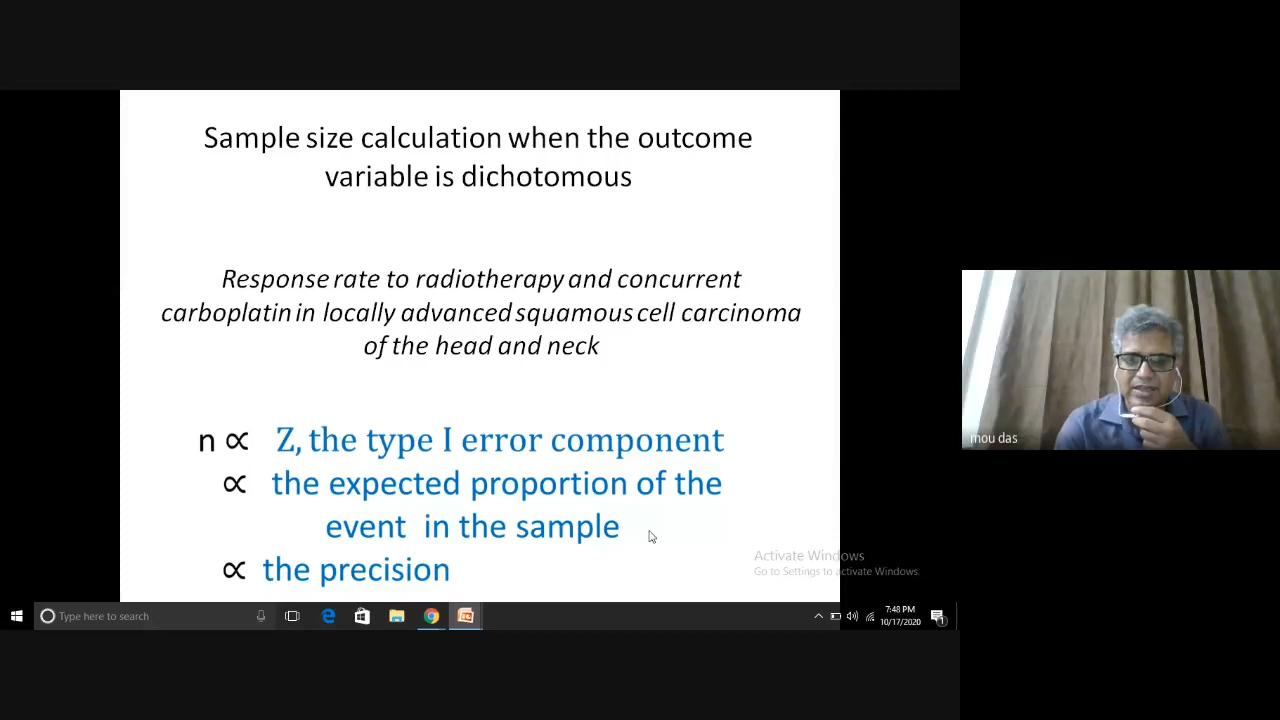 Sample size calculation when the outcome
variable is dichotomous
Response rate to radiotherapy and concurrent
carboplatin in locally advanced squamous cell carcinoma
of the head and neck
n ∝ Z, the type I error component
∝ the expected proportion of the
event in the sample
∝ the precision
mou das
Activate Windows
Go to Settings to activate Windows.
Type here to search
7:48 PM
10/17/2020
1